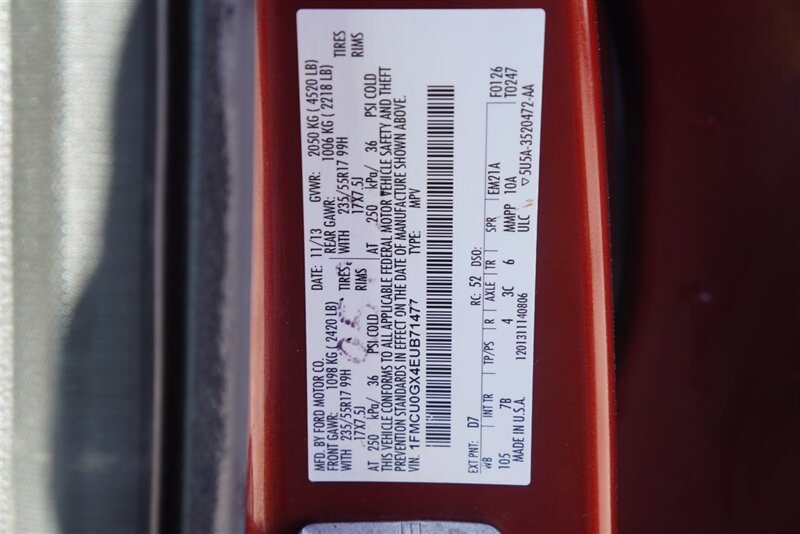 MFD. BY FORD MOTOR CO. DATE: 11/13 GVWR: 2050 KG ( 4520 LB)
FRONT GAWR: 1098 KG ( 2420 LB) REAR GAWR: 1006 KG ( 2218 LB)
WITH 235/55R17 99H TIRES WITH 235/55R17 99H TIRES
17X7.5J RIMS 17X7.5J RIMS
AT 250 kPa/ 36 PSI COLD AT 250 kPa/ 36 PSI COLD
THIS VEHICLE CONFORMS TO ALL APPLICABLE FEDERAL MOTOR VEHICLE SAFETY AND THEFT
PREVENTION STANDARDS IN EFFECT ON THE DATE OF MANUFACTURE SHOWN ABOVE.
VIN: 1FMCU0GX4EUB71477 TYPE: MPV
EXT PNT: D7 RC: 52 DSO: F0126
WB INT TR TP/PS R AXLE TR SPR EM21A T0247
105 7B 4 3C 6 MMPP 10A
MADE IN U.S.A. 1201311140806 ULC ▽5U5A-3520472-AA